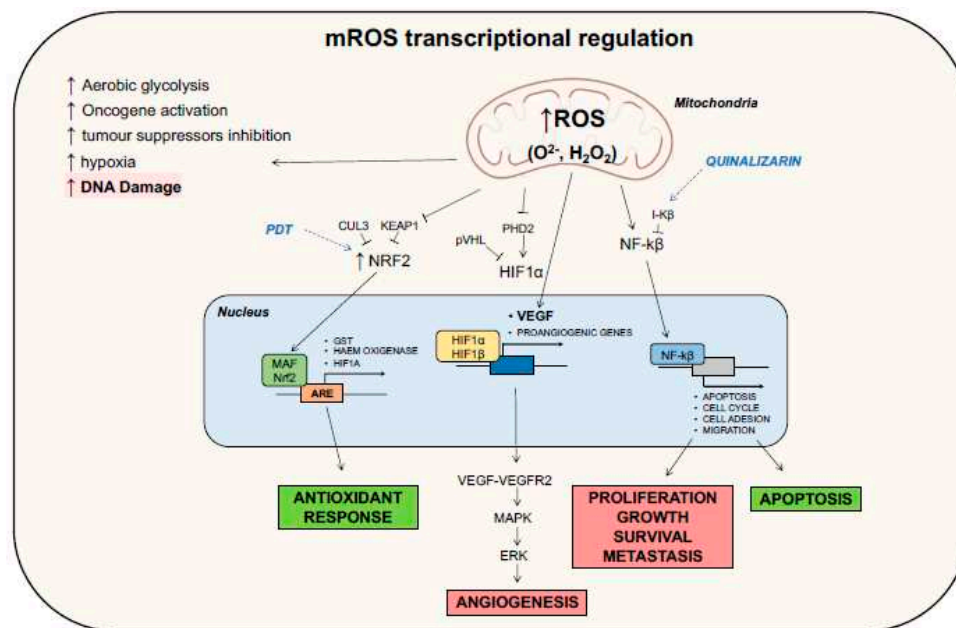 mROS transcriptional regulation
↑ Aerobic glycolysis
↑ Oncogene activation
↑ tumour suppressors inhibition
↑ hypoxia
↑ DNA Damage
Mitochondria
↑ROS
(O²⁻, H₂O₂)
QUINALIZARIN
PDT
CUL3
KEAP1
↑ NRF2
pVHL
PHD2
HIF1α
I-Kβ
NF-kβ
Nucleus
• GST
• HAEM OXIGENASE
• HIF1A
MAF
Nrf2
ARE
• VEGF
• PROANGIOGENIC GENES
HIF1α
HIF1β
NF-kβ
• APOPTOSIS
• CELL CYCLE
• CELL ADESION
• MIGRATION
ANTIOXIDANT
RESPONSE
VEGF-VEGFR2
MAPK
ERK
ANGIOGENESIS
PROLIFERATION
GROWTH
SURVIVAL
METASTASIS
APOPTOSIS